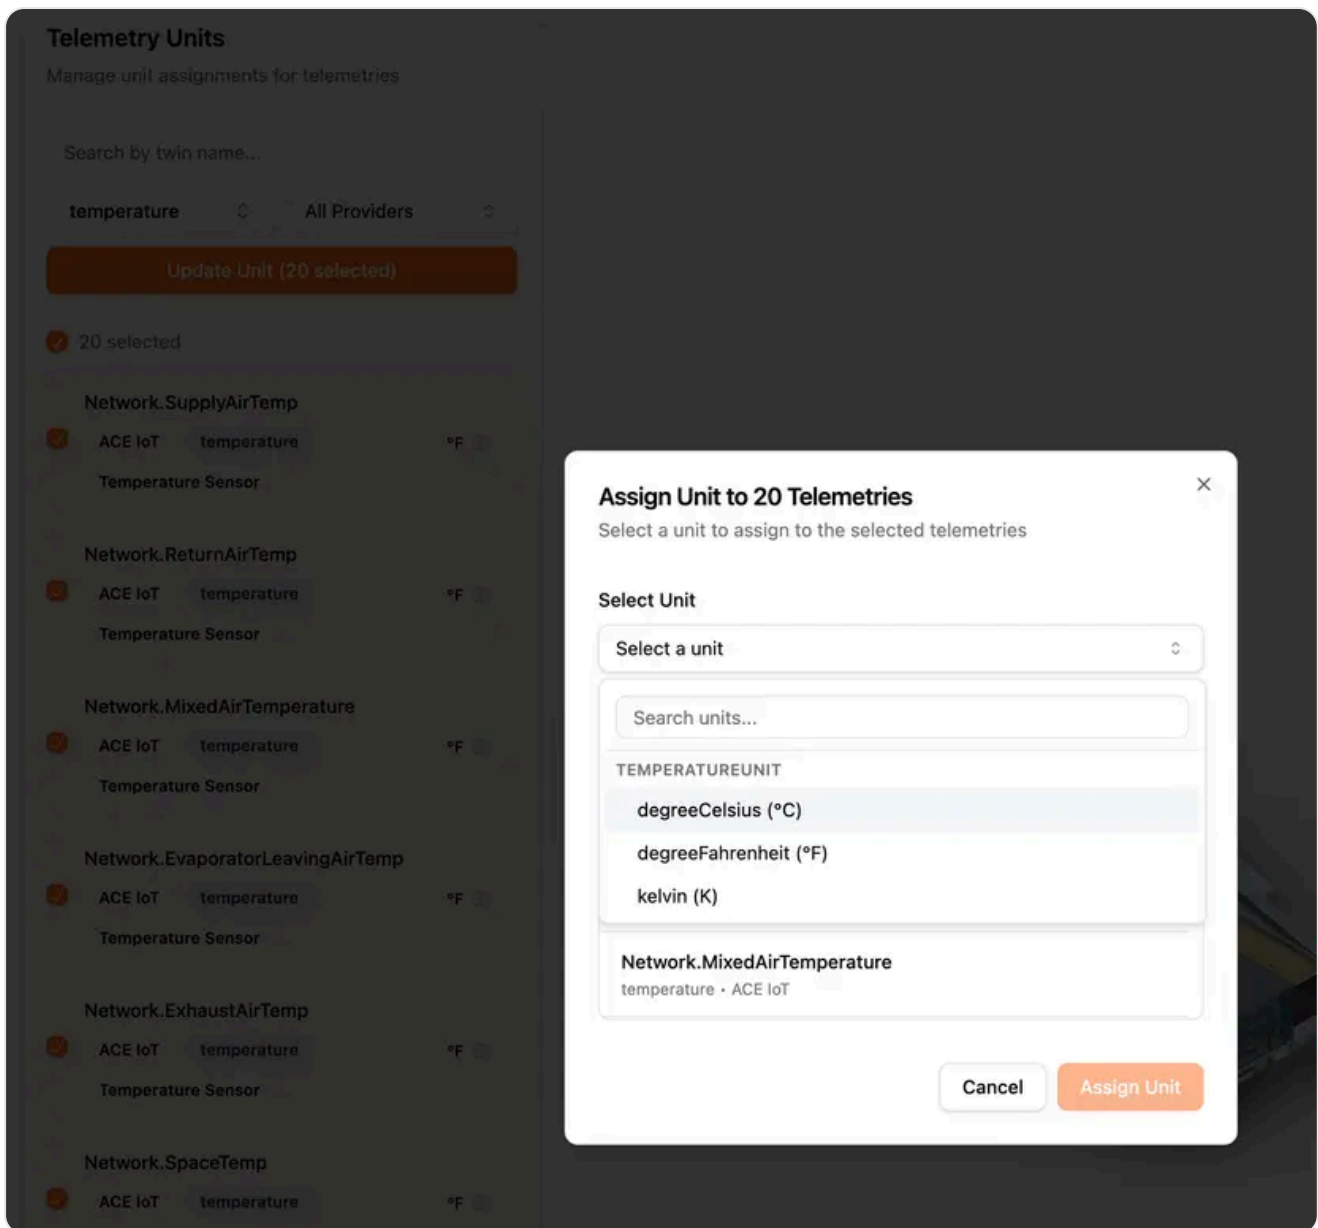 Telemetry Units
Manage unit assignments for telemetries
Search by twin name...
temperature All Providers
Update Unit (20 selected)
20 selected
Network.SupplyAirTemp
ACE IoT temperature °F
Temperature Sensor
Network.ReturnAirTemp
ACE IoT temperature °F
Temperature Sensor
Network.MixedAirTemperature
ACE IoT temperature °F
Temperature Sensor
Network.EvaporatorLeavingAirTemp
ACE IoT temperature °F
Temperature Sensor
Network.ExhaustAirTemp
ACE IoT temperature °F
Temperature Sensor
Network.SpaceTemp
ACE IoT temperature °F
Assign Unit to 20 Telemetries
Select a unit to assign to the selected telemetries
Select Unit
Select a unit
Search units...
TEMPERATUREUNIT
degreeCelsius (°C)
degreeFahrenheit (°F)
kelvin (K)
Network.MixedAirTemperature
temperature • ACE IoT
Cancel Assign Unit